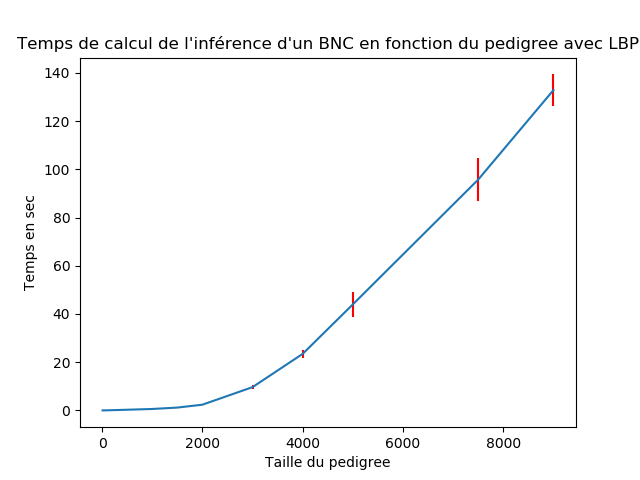 Temps de calcul de l'inférence d'un BNC en fonction du pedigree avec LBP
140
120
100
80
60
40
20
0
Temps en sec
0 2000 4000 6000 8000
Taille du pedigree